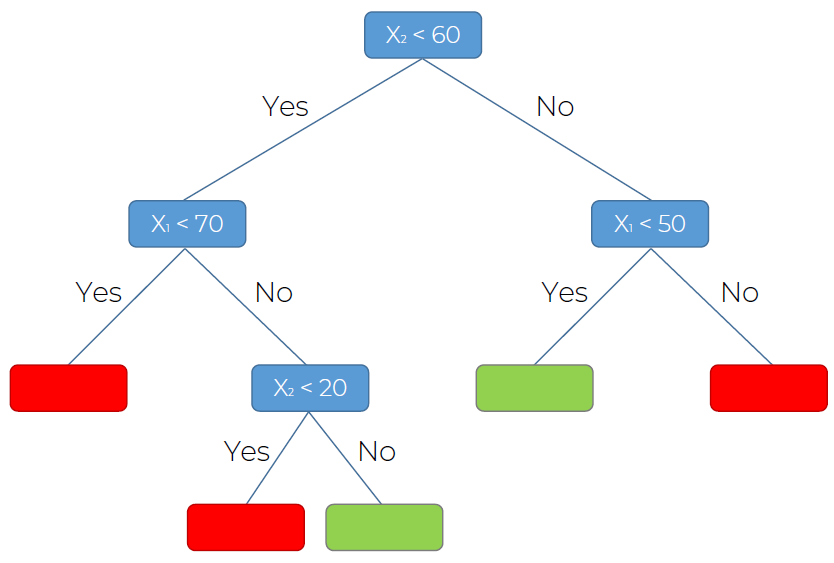 X₂ < 60
Yes
No
X₁ < 70
X₁ < 50
Yes
No
Yes
No
X₂ < 20
Yes
No